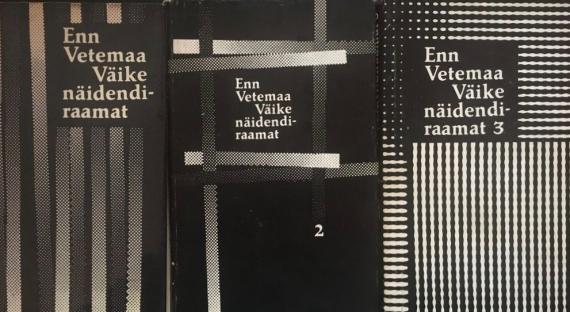 Enn
Vetemaa
Väike
näidendi-
raamat
Enn
Vetemaa
Väike
näidendi-
raamat
2
Enn
Vetemaa
Väike
näidendi-
raamat 3